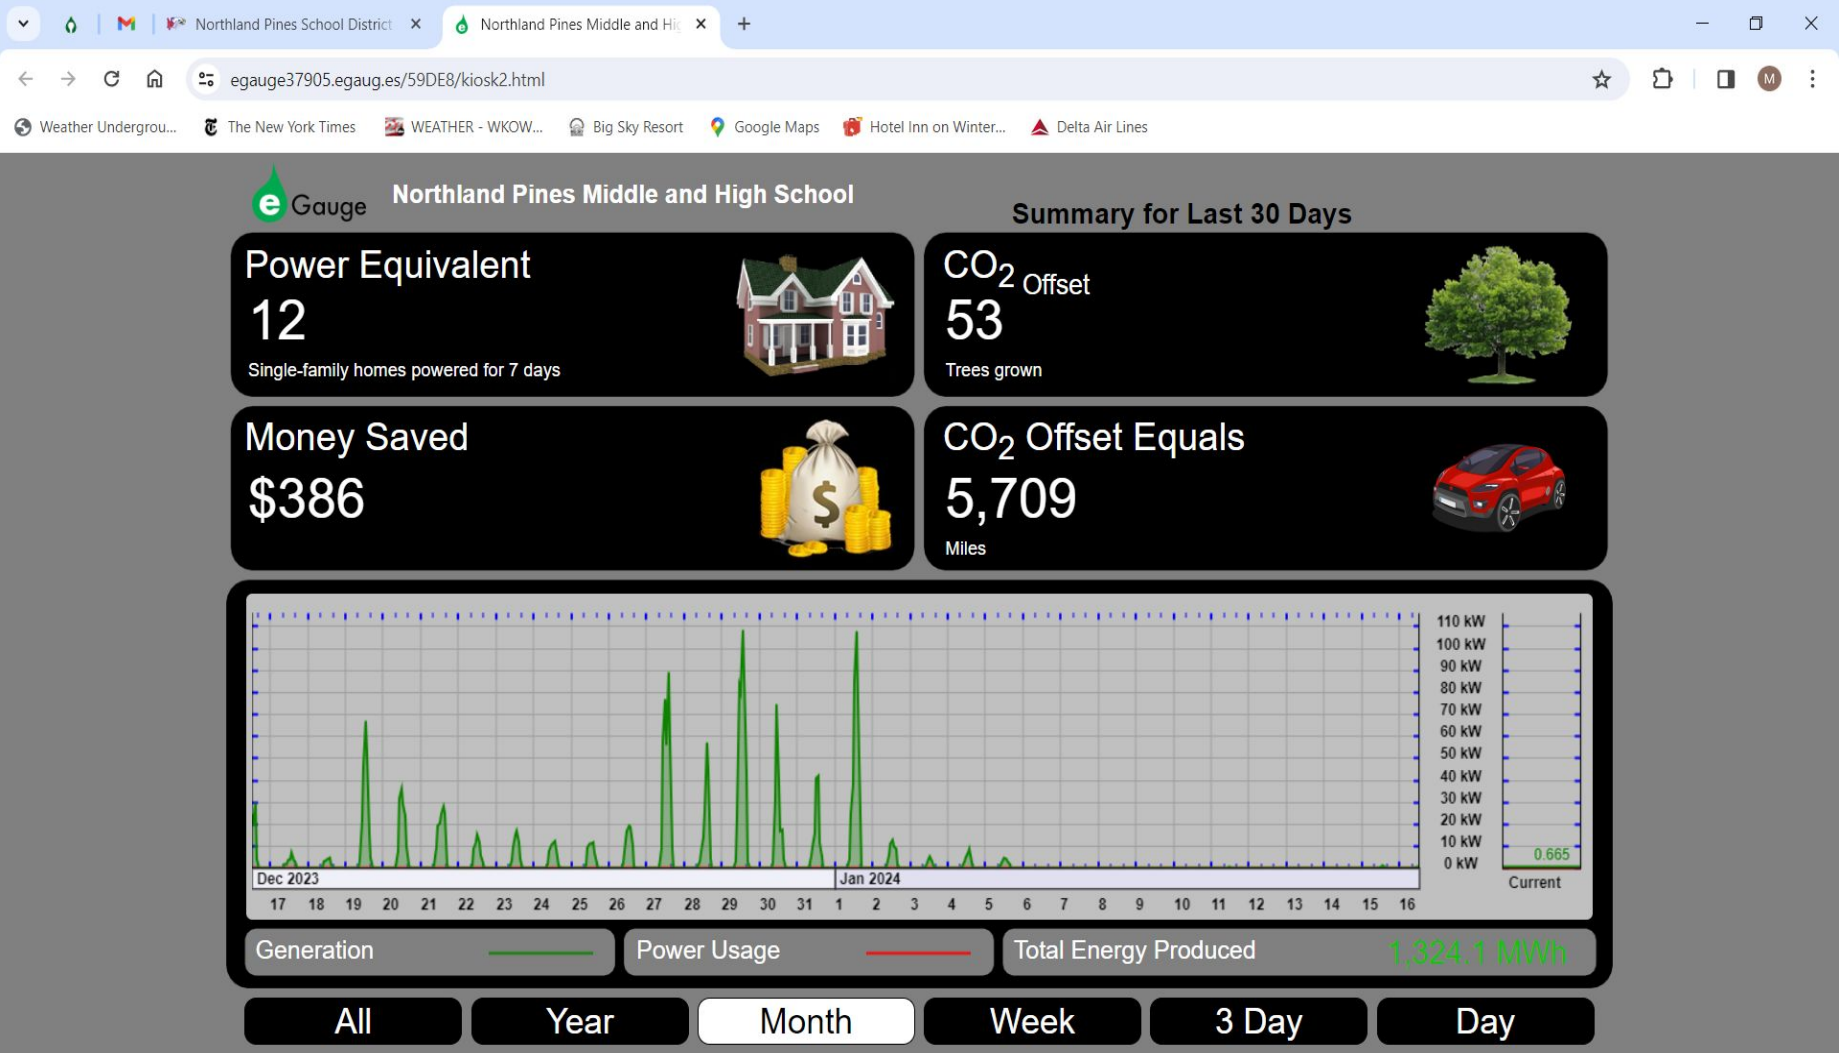 Northland Pines School District
Northland Pines Middle and Hig
egauge37905.egaug.es/59DE8/kiosk2.html
M
Weather Undergrou...
The New York Times
WEATHER - WKOW...
Big Sky Resort
Google Maps
Hotel Inn on Winter...
Delta Air Lines
e Gauge
Northland Pines Middle and High School
Summary for Last 30 Days
Power Equivalent
12
Single-family homes powered for 7 days
CO2 Offset
53
Trees grown
Money Saved
$386
$
CO2 Offset Equals
5,709
Miles
110 kW
100 kW
90 kW
80 kW
70 kW
60 kW
50 kW
40 kW
30 kW
20 kW
10 kW
0 kW
0.665
Current
Dec 2023 Jan 2024
17 18 19 20 21 22 23 24 25 26 27 28 29 30 31 1 2 3 4 5 6 7 8 9 10 11 12 13 14 15 16
Generation
Power Usage
Total Energy Produced 1,324.1 MWh
All
Year
Month
Week
3 Day
Day